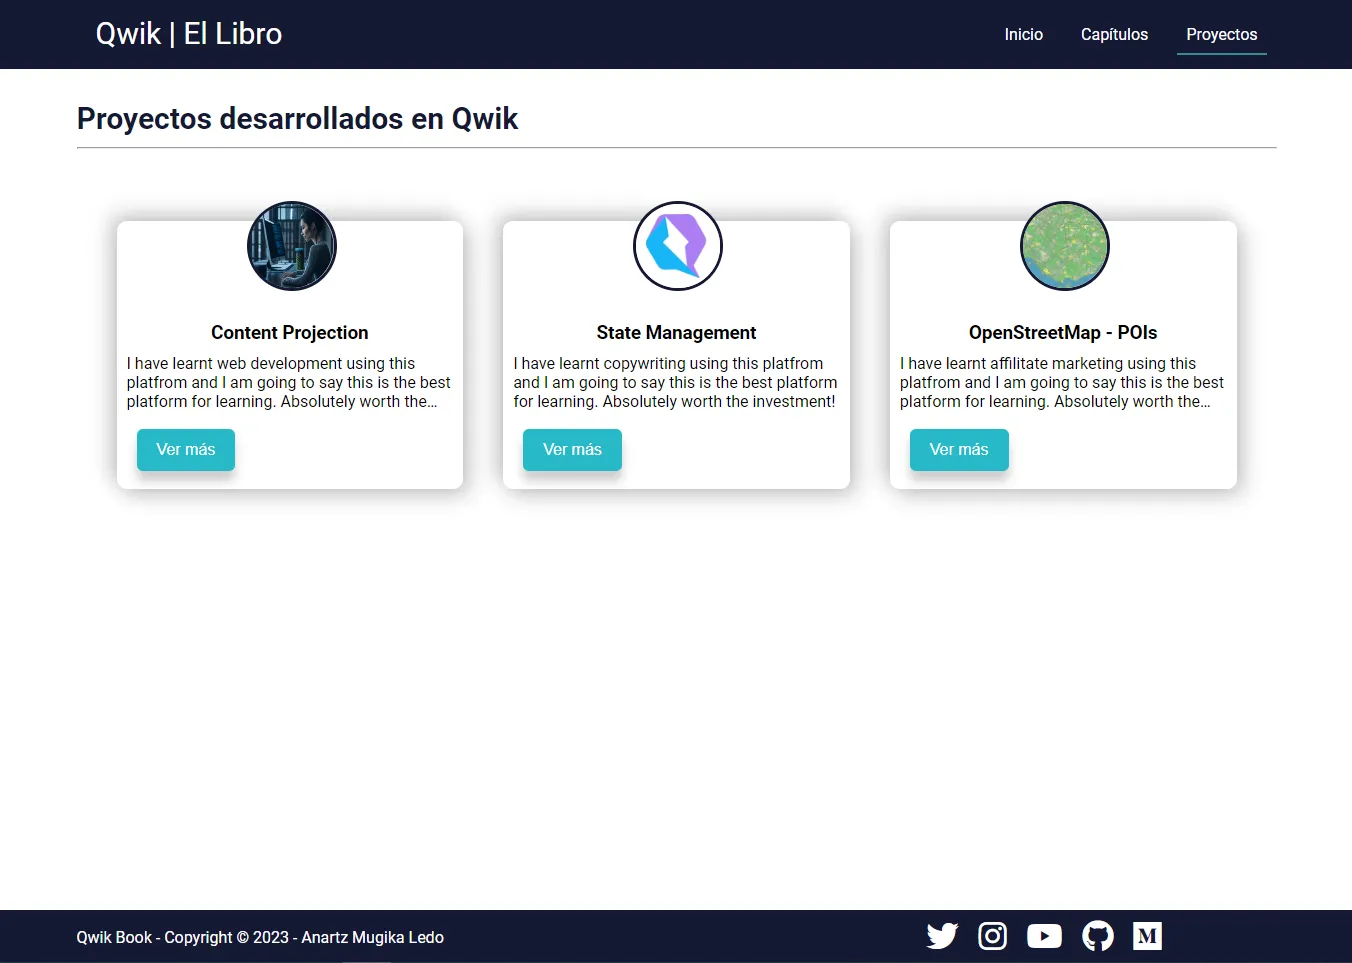 Qwik | El Libro
Inicio Capítulos Proyectos
Proyectos desarrollados en Qwik
Content Projection
I have learnt web development using this
platfrom and I am going to say this is the best
platform for learning. Absolutely worth the...
Ver más
State Management
I have learnt copywriting using this platfrom
and I am going to say this is the best platform
for learning. Absolutely worth the investment!
Ver más
OpenStreetMap - POIs
I have learnt affilitate marketing using this
platfrom and I am going to say this is the best
platform for learning. Absolutely worth the...
Ver más
Qwik Book - Copyright © 2023 - Anartz Mugika Ledo
M